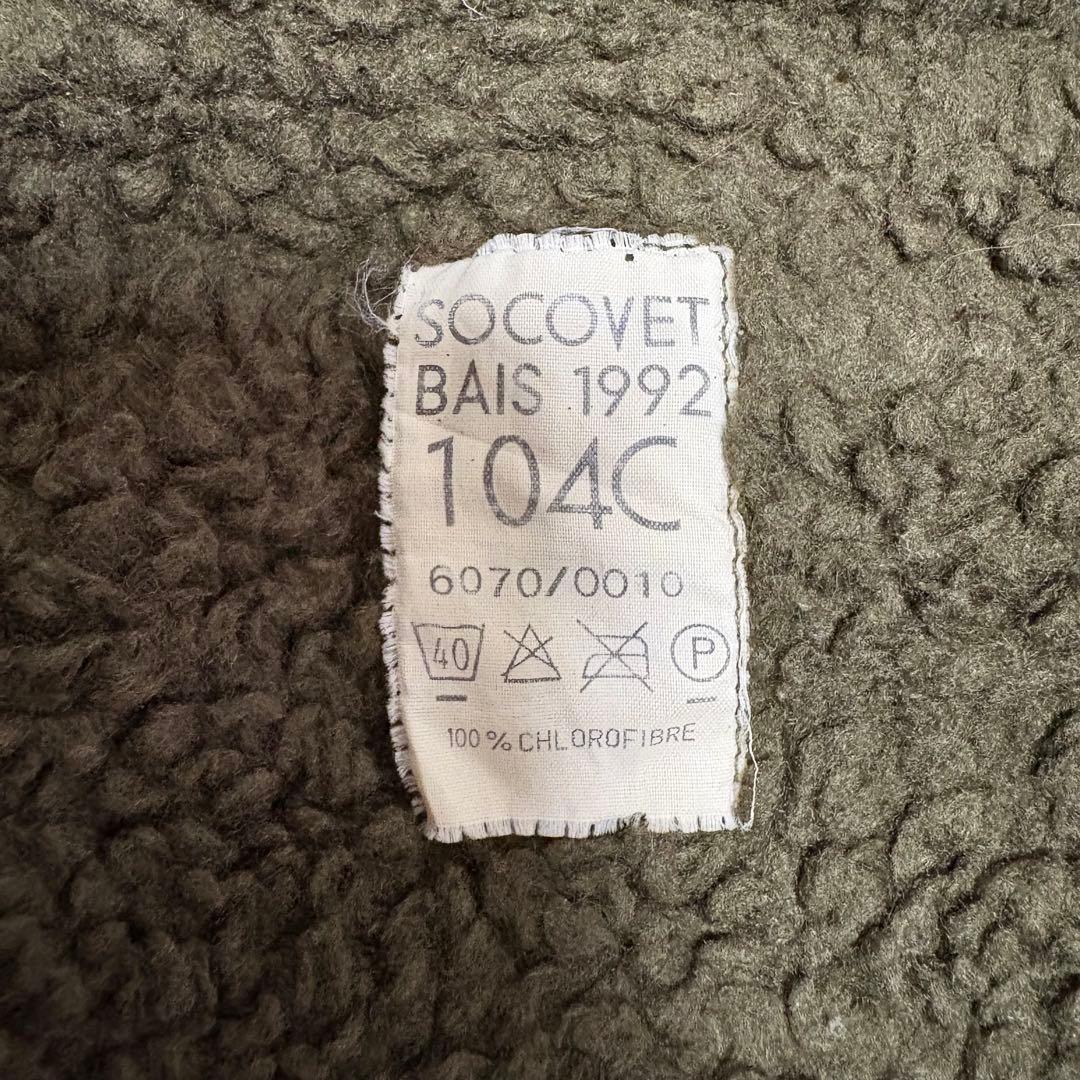 SOCOVET
BAIS 1992
104C
6070/0010
40 P
100 % CHLOROFIBRE